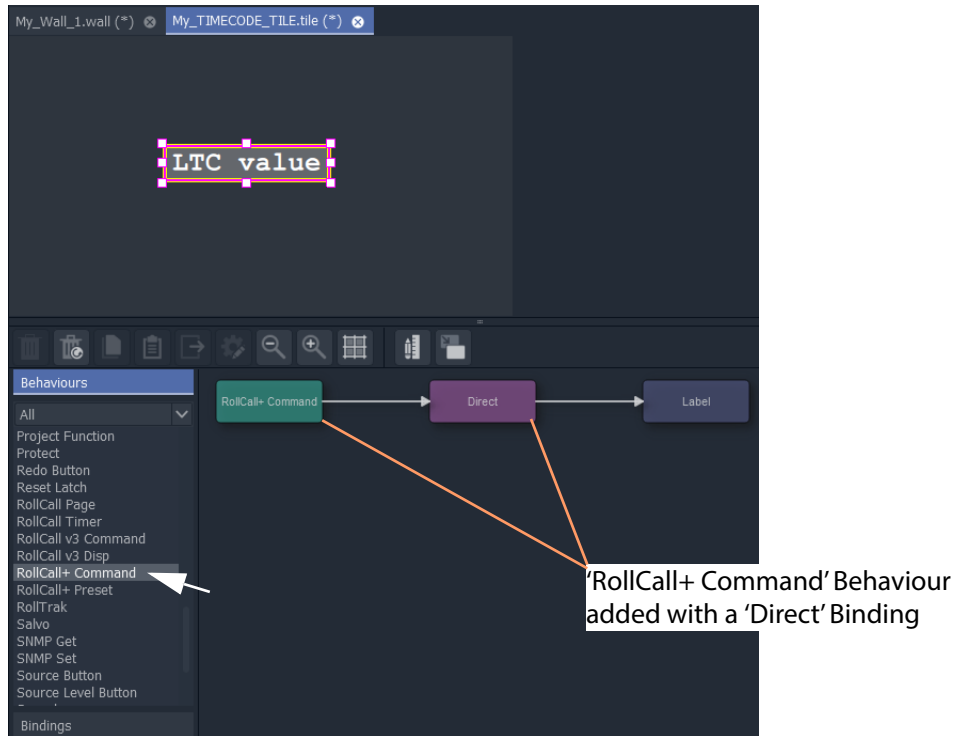 My_Wall_1.wall (*)
My_TIMECODE_TILE.tile (*)
LTC value
Behaviours
All
Project Function
Protect
Redo Button
Reset Latch
RollCall Page
RollCall Timer
RollCall v3 Command
RollCall v3 Disp
RollCall+ Command
RollCall+ Preset
RollTrak
Salvo
SNMP Get
SNMP Set
Source Button
Source Level Button
Bindings
RollCall+ Command
Direct
Label
‘RollCall+ Command’ Behaviour
added with a ‘Direct’ Binding